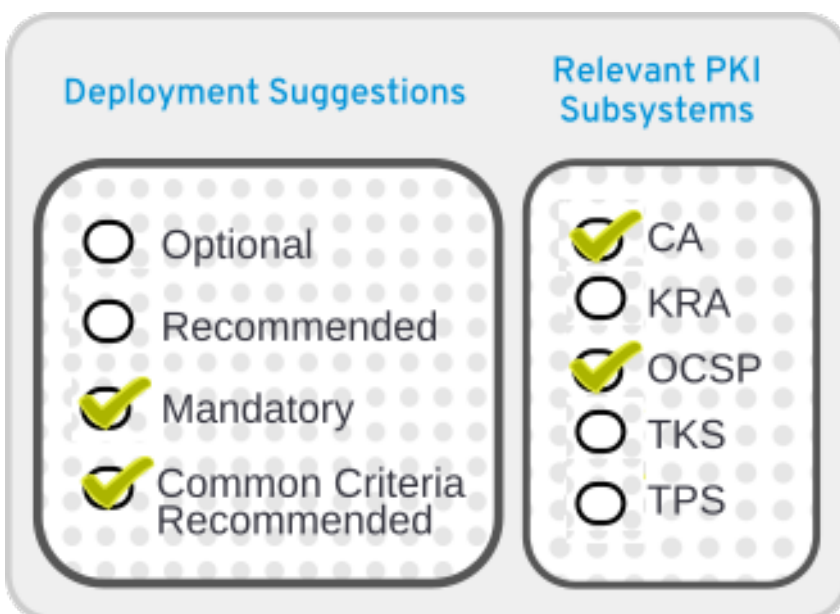 Deployment Suggestions
Optional
Recommended
Mandatory
Common Criteria
Recommended
Relevant PKI
Subsystems
CA
KRA
OCSP
TKS
TPS